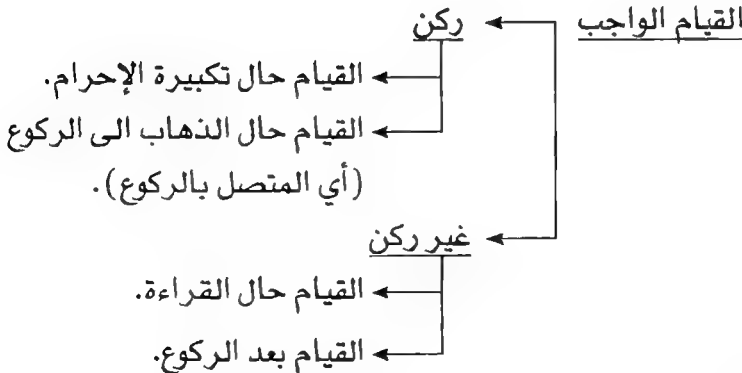 القيام الواجب
ركن
القيام حال تكبيرة الإحرام.
القيام حال الذهاب الى الركوع
(أي المتصل بالركوع).
غير ركن
القيام حال القراءة.
القيام بعد الركوع.